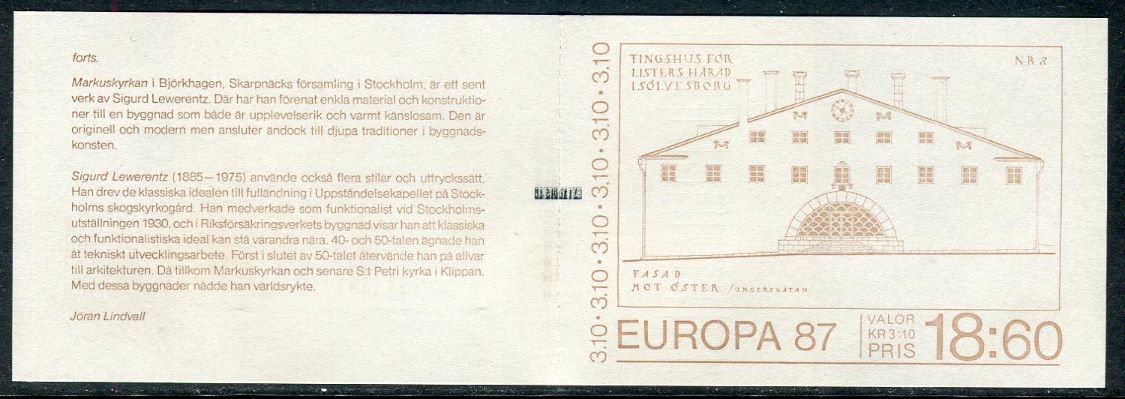 forts.
Markuskyrkan i Björkhagen, Skarpnäcks församling i Stockholm, är ett sent
verk av Sigurd Lewerentz. Där har han förenat enkla material och konstruktio-
ner till en byggnad som både är upplevelserik och varmt känslosam. Den är
originell och modern men ansluter andock till djupa traditioner i byggnads-
konsten.
Sigurd Lewerentz (1885–1975) använde också flera stilar och uttryckssätt.
Han drev de klassiska idealen till fulländning i Uppståndelsekapellet på Stock-
holms skogskyrkogård. Han medverkade som funktionalist vid Stockholms-
utställningen 1930, och i Riksförsäkringsverkets byggnad visar han att klassiska
och funktionalistiska ideal kan stå varandra nära. 40- och 50-talen ägnade han
åt tekniskt utvecklingsarbete. Först i slutet av 50-talet återvände han på allvar
till arkitekturen. Då tillkom Markuskyrkan och senare S:t Petri kyrka i Klippan.
Med dessa byggnader nådde han världsrykte.
Jöran Lindvall
3.10 · 3.10 · 3.10 · 3.10 · 3.10 · 3.10
TINGSHUS FÖR
LISTERS HÄRAD
I SÖLVESBORG
NR 8
FASAD
MOT ÖSTER / UNGERSGATAN
EUROPA 87
VALÖR
KR 3:10
PRIS
18:60